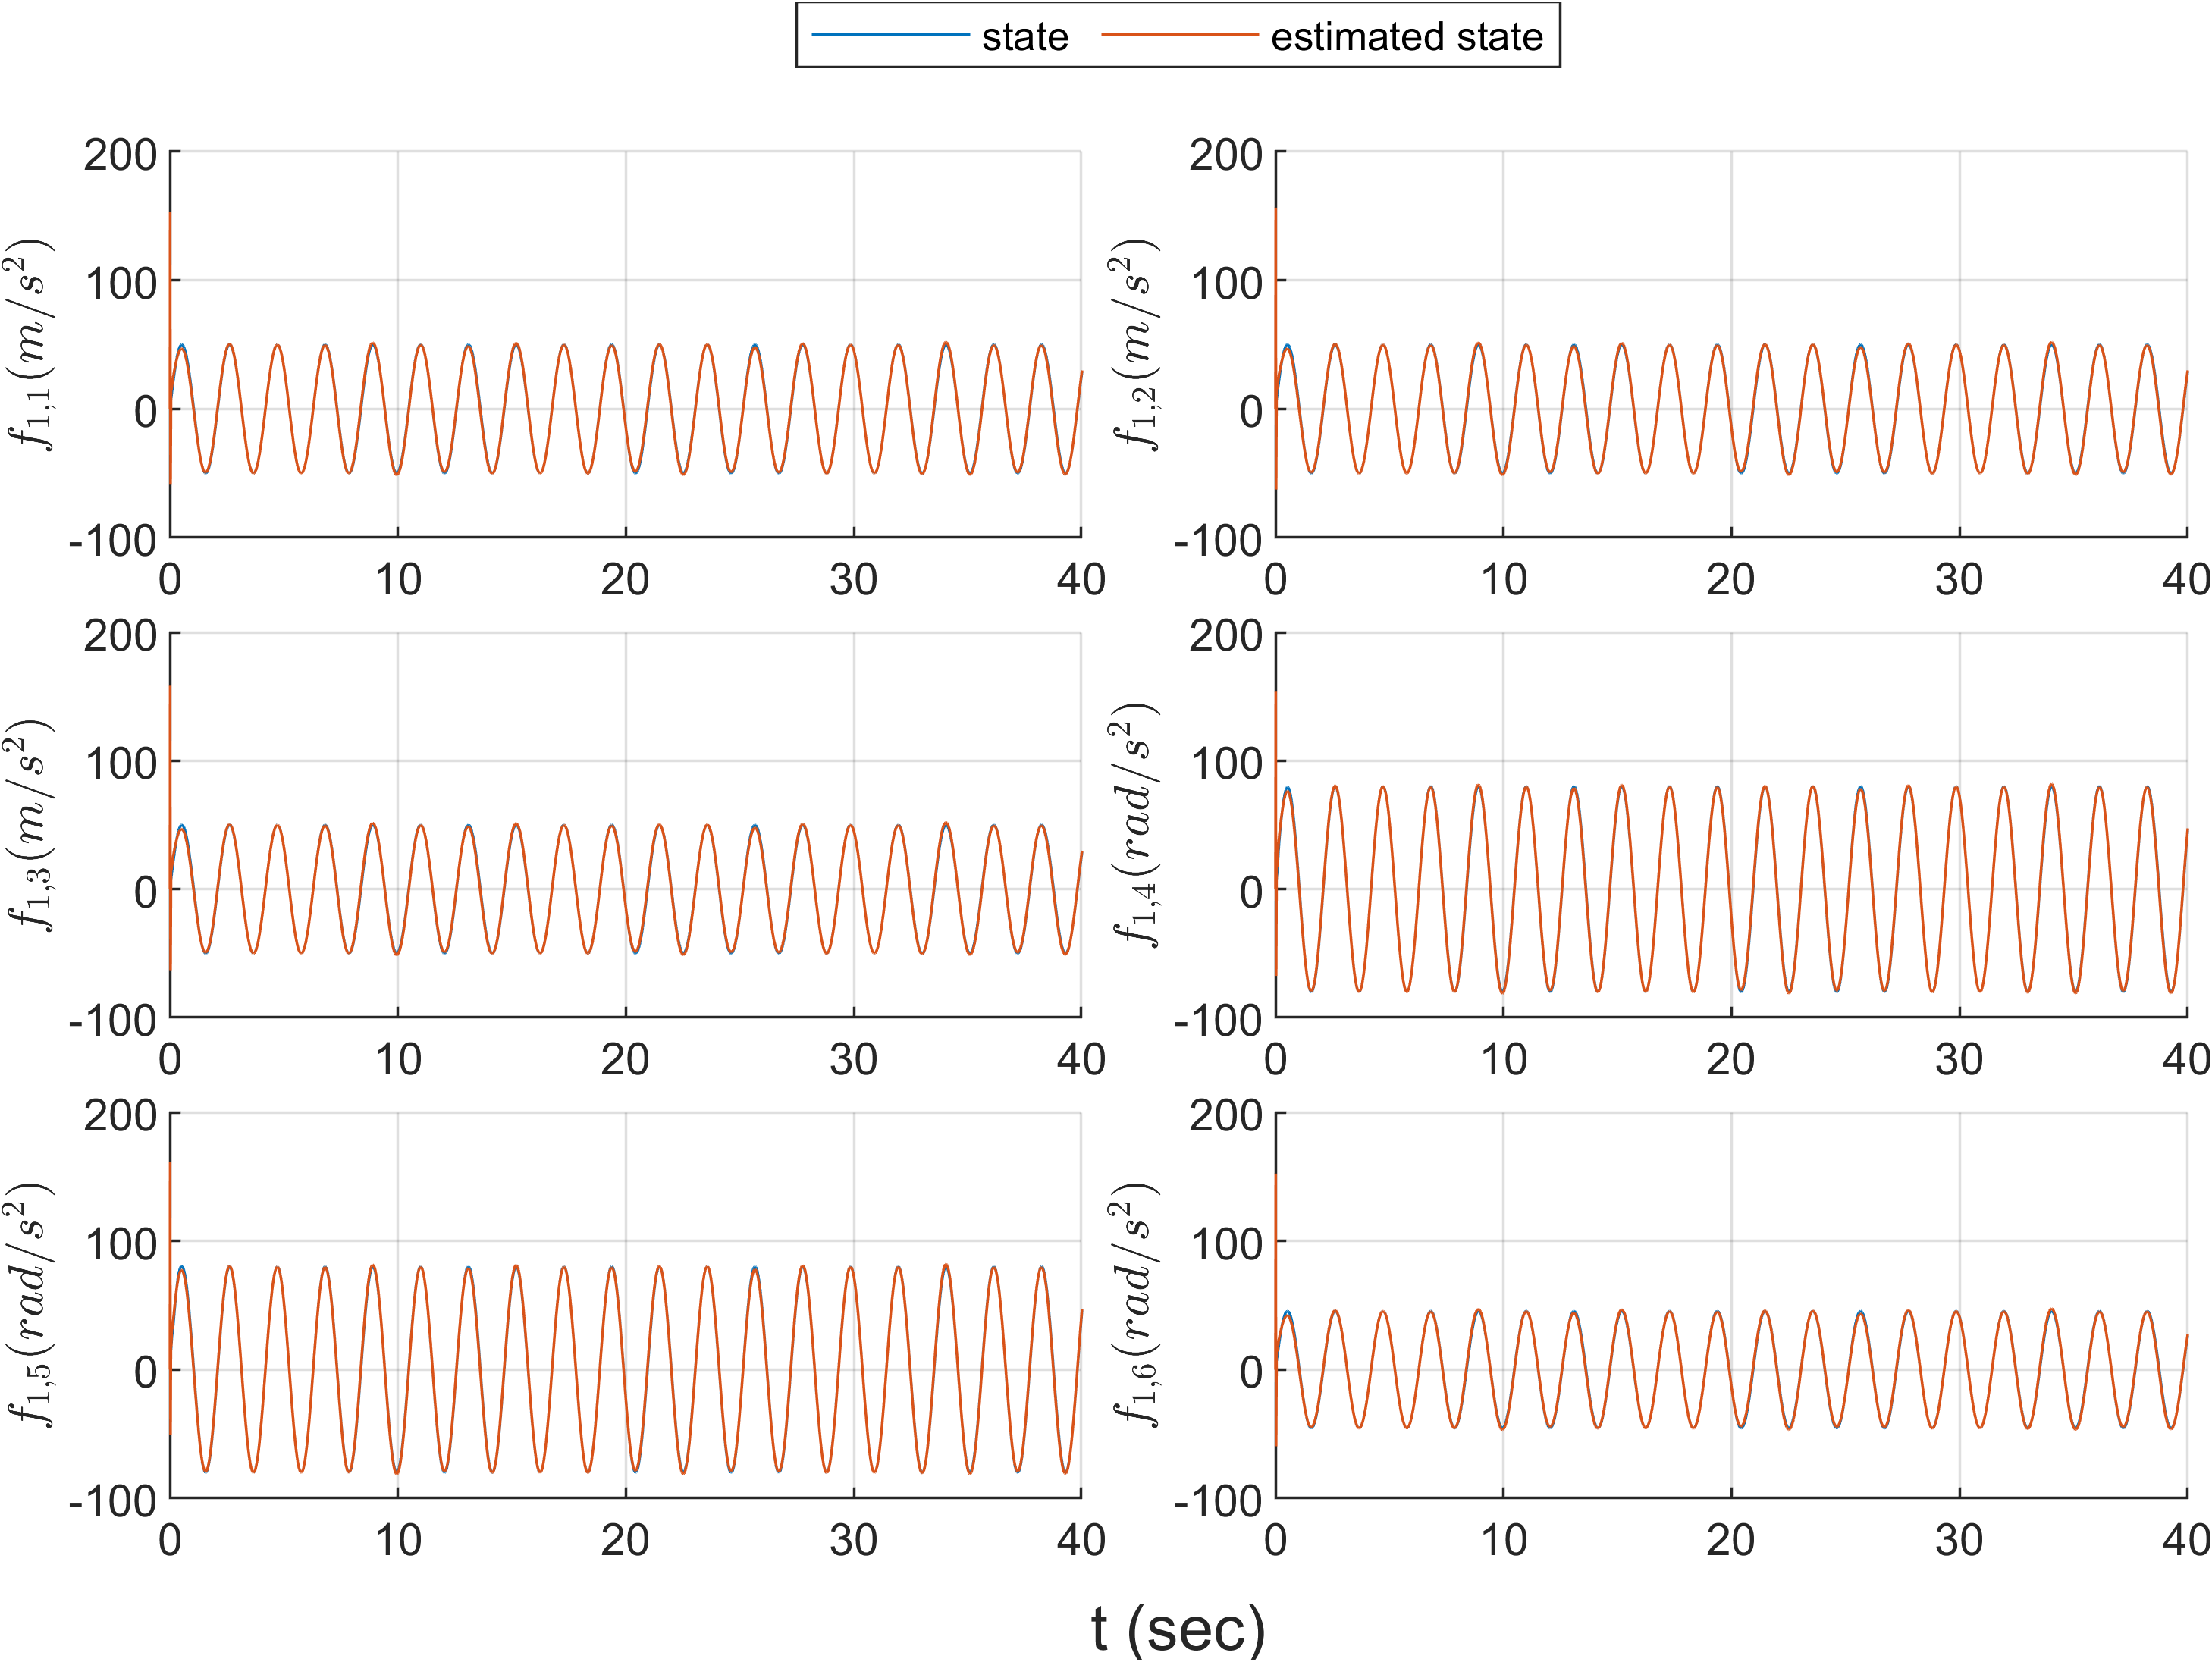 state estimated state
200 200
100 100
0 0
-100 -100
0 10 20 30 40 0 10 20 30 40
f1,1(m/s²) f1,2(m/s²)
200 200
100 100
0 0
-100 -100
0 10 20 30 40 0 10 20 30 40
f1,3(m/s²) f1,4(rad/s²)
200 200
100 100
0 0
-100 -100
0 10 20 30 40 0 10 20 30 40
f1,5(rad/s²) f1,6(rad/s²)
t (sec)